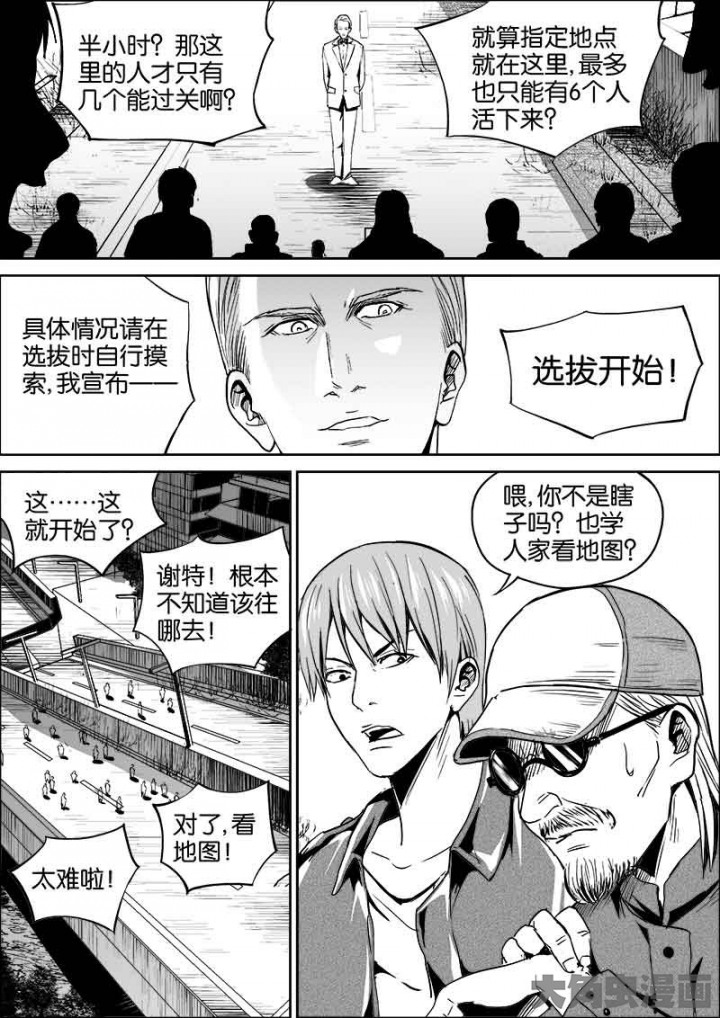 半小时？那这
里的人才只有
几个能过关啊？
就算指定地点
就在这里，最多
也只能有6个人
活下来？
具体情况请在
选拔时自行摸
索，我宣布——
选拔开始！
这……这
就开始了？
谢特！根本
不知道该往
哪去！
对了，看
地图！
太难啦！
喂，你不是瞎
子吗？也学
人家看地图？